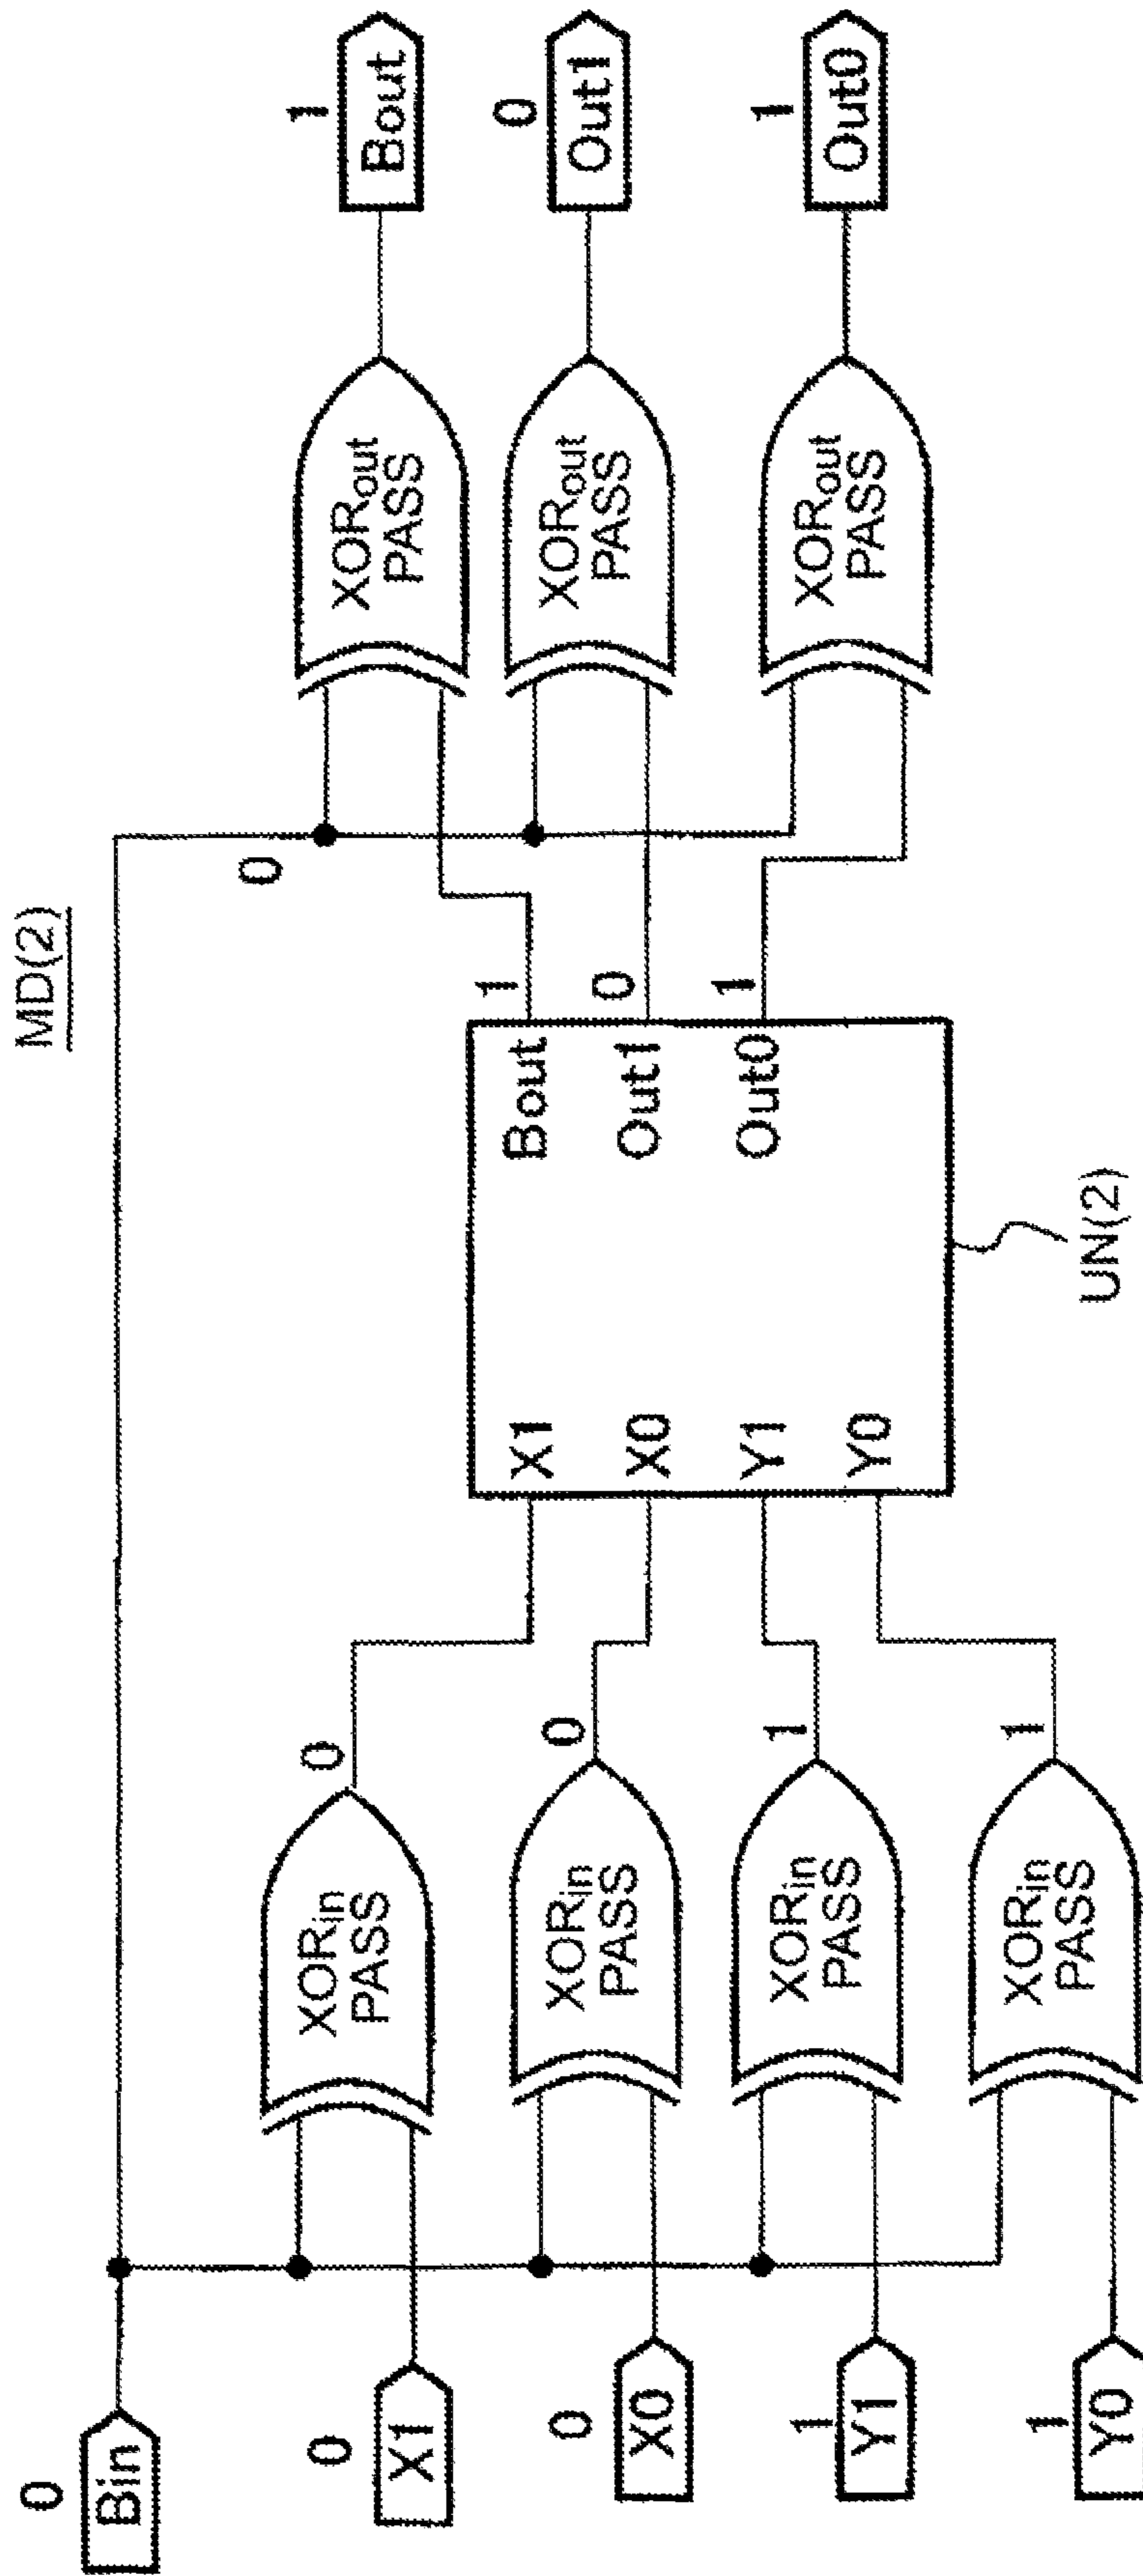 MD(2)
0
Bin
0
X1
0
X0
1
Y1
1
Y0
XORin
PASS
0
XORin
PASS
0
XORin
PASS
1
XORin
PASS
1
X1
X0
Y1
Y0
Bout
Out1
Out0
UN(2)
1
0
1
0
XORout
PASS
XORout
PASS
XORout
PASS
1
Bout
0
Out1
1
Out0